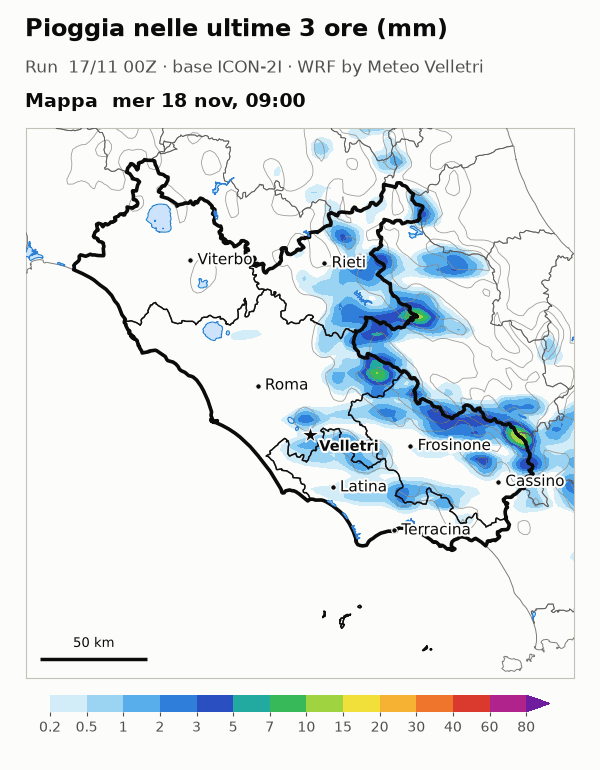 Pioggia nelle ultime 3 ore (mm)
Run  17/11 00Z · base ICON-2I · WRF by Meteo Velletri
Mappa  mer 18 nov, 09:00
Viterbo
Rieti
Roma
Velletri
Frosinone
Latina
Cassino
Terracina
50 km
0.2 0.5 1 2 3 5 7 10 15 20 30 40 60 80